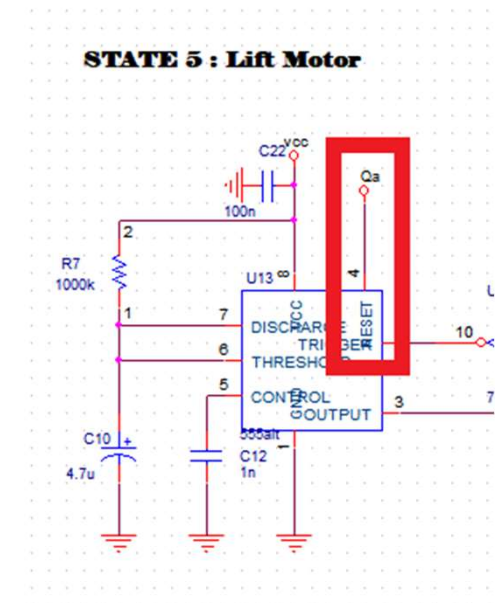 STATE 5 : Lift Motor
VCC
C22
Qa
100n
2
R7
1000k
U13
8
4
1
VCC
RESET
7
DISCHARGE
TRIGGER
10
6
THRESHOLD
5
CONTROL
GND
OUTPUT
3
7
C10
+
555alt
1
C12
4.7u
1n